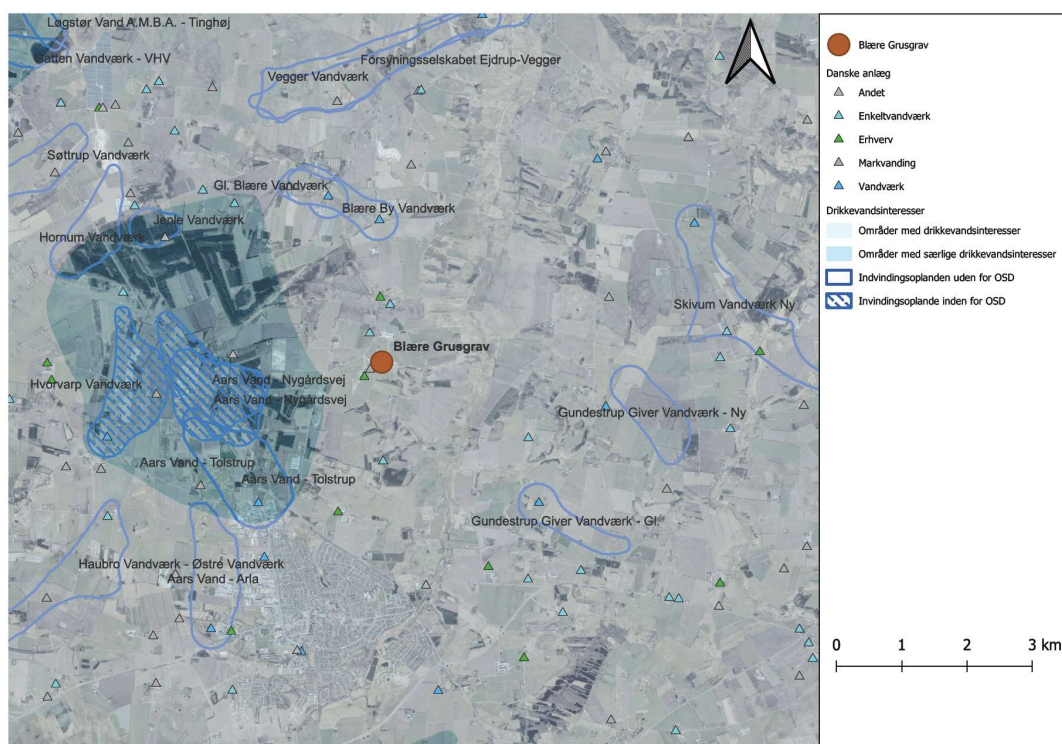 Løgstør Vand A.M.B.A. - Tinghøj
Gatten Vandværk - VHV
Forsyningsselskabet Ejdrup-Vegger
Vegger Vandværk
Søttrup Vandværk
Gl. Blære Vandværk
Blære By Vandværk
Jenle Vandværk
Hornum Vandværk
Skivum Vandværk Ny
Blære Grusgrav
Hvorvarp Vandværk
Aars Vand - Nygårdsvej
Aars Vand - Nygårdsvej
Gundestrup Giver Vandværk - Ny
Aars Vand - Tolstrup
Aars Vand - Tolstrup
Gundestrup Giver Vandværk - Gl.
Haubro Vandværk - Østre Vandværk
Aars Vand - Arla
Blære Grusgrav
Danske anlæg
Andet
Enkeltvandværk
Erhverv
Markvanding
Vandværk
Drikkevandsinteresser
Områder med drikkevandsinteresser
Områder med særlige drikkevandsinteresser
Indvindingsoplanden uden for OSD
Invindingsoplande inden for OSD
0 1 2 3 km